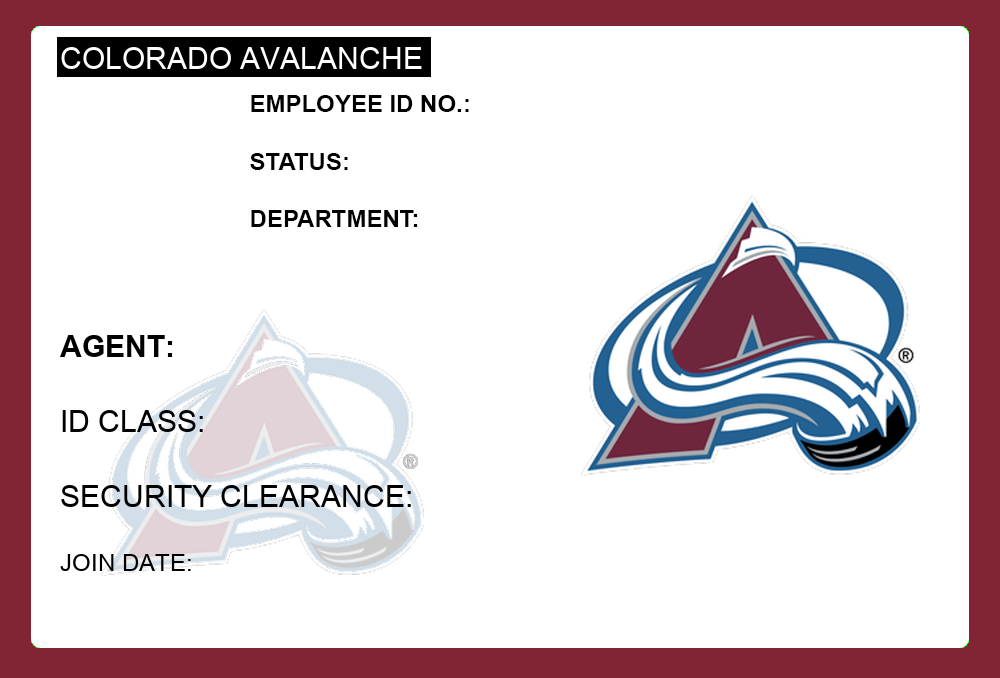 COLORADO AVALANCHE
EMPLOYEE ID NO.:
STATUS:
DEPARTMENT:
AGENT:
ID CLASS:
SECURITY CLEARANCE:
JOIN DATE:
®
®